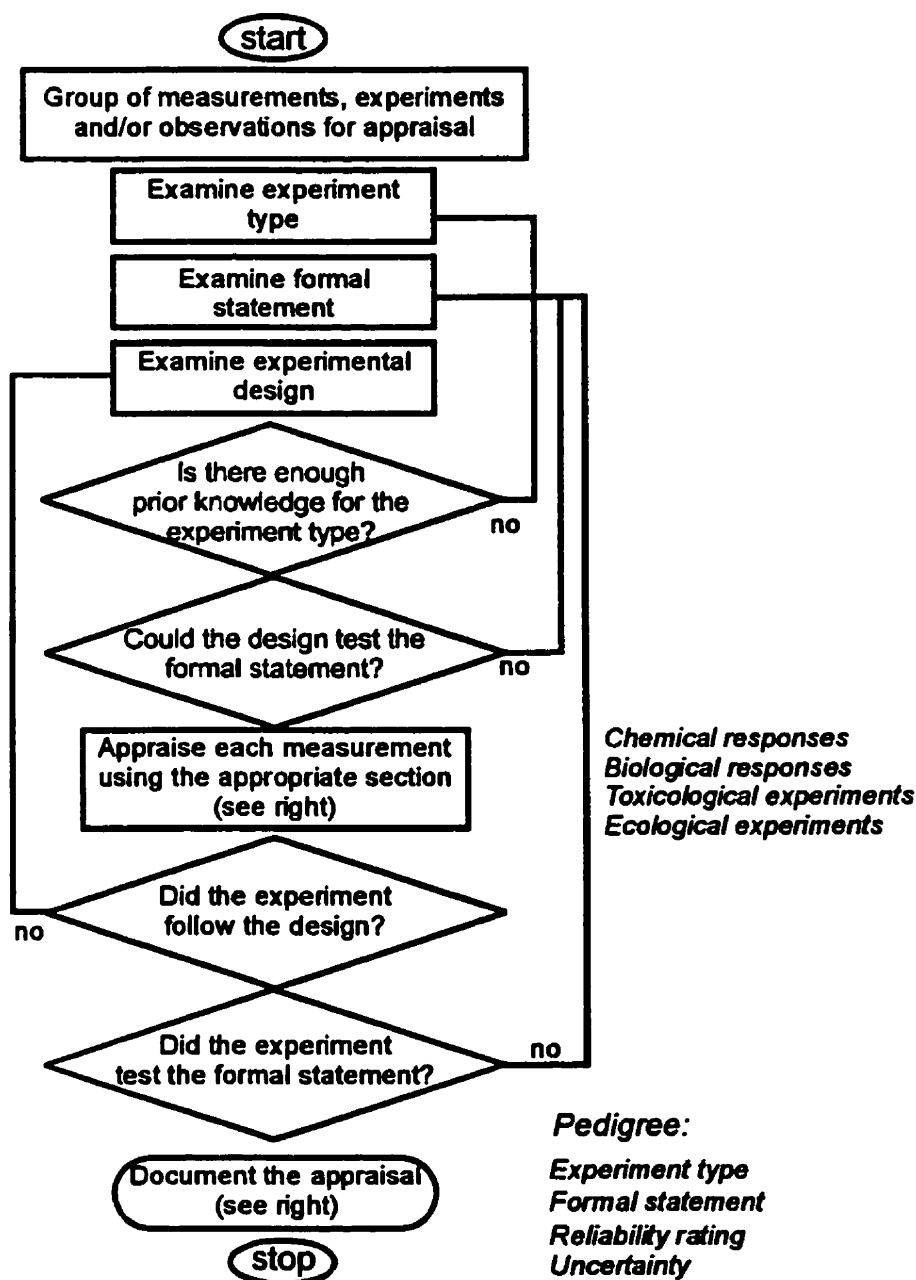 start
Group of measurements, experiments
and/or observations for appraisal
Examine experiment
type
Examine formal
statement
Examine experimental
design
Is there enough
prior knowledge for the
experiment type?
no
Could the design test the
formal statement?
no
Appraise each measurement
using the appropriate section
(see right)
Chemical responses
Biological responses
Toxicological experiments
Ecological experiments
Did the experiment
follow the design?
no
Did the experiment
test the formal statement?
no
Document the appraisal
(see right)
stop
Pedigree:
Experiment type
Formal statement
Reliability rating
Uncertainty